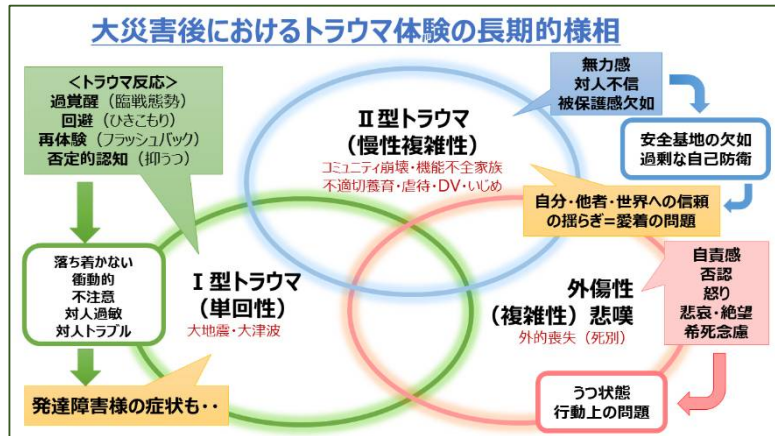 大災害後におけるトラウマ体験の長期的様相
＜トラウマ反応＞
過覚醒（臨戦態勢）
回避（ひきこもり）
再体験（フラッシュバック）
否定的認知（抑うつ）
Ⅱ型トラウマ
（慢性複雑性）
コミュニティ崩壊・機能不全家族
不適切養育・虐待・DV・いじめ
無力感
対人不信
被保護感欠如
安全基地の欠如
過剰な自己防衛
自分・他者・世界への信頼
の揺らぎ＝愛着の問題
落ち着かない
衝動的
不注意
対人過敏
対人トラブル
Ⅰ型トラウマ
（単回性）
大地震・大津波
外傷性
（複雑性）悲嘆
外的喪失（死別）
自責感
否認
怒り
悲哀・絶望
希死念慮
発達障害様の症状も・・
うつ状態
行動上の問題